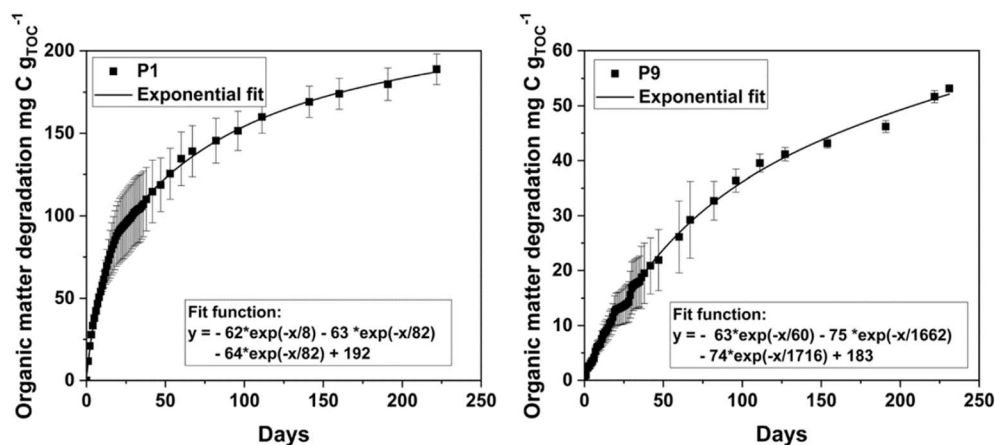 Organic matter degradation mg C g_TOC^-1
200
150
100
50
0
P1
Exponential fit
Fit function:
y = - 62*exp(-x/8) - 63 *exp(-x/82)
- 64*exp(-x/82) + 192
0 50 100 150 200 250
Days
Organic matter degradation mg C g_TOC^-1
60
50
40
30
20
10
0
P9
Exponential fit
Fit function:
y = - 63*exp(-x/60) - 75 *exp(-x/1662)
- 74*exp(-x/1716) + 183
0 50 100 150 200 250
Days